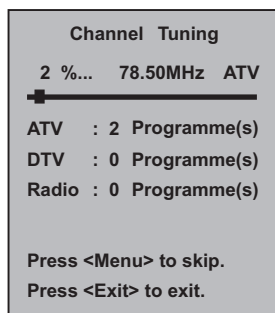 Channel Tuning
2 %... 78.50MHz ATV
ATV : 2 Programme(s)
DTV : 0 Programme(s)
Radio : 0 Programme(s)
Press <Menu> to skip.
Press <Exit> to exit.